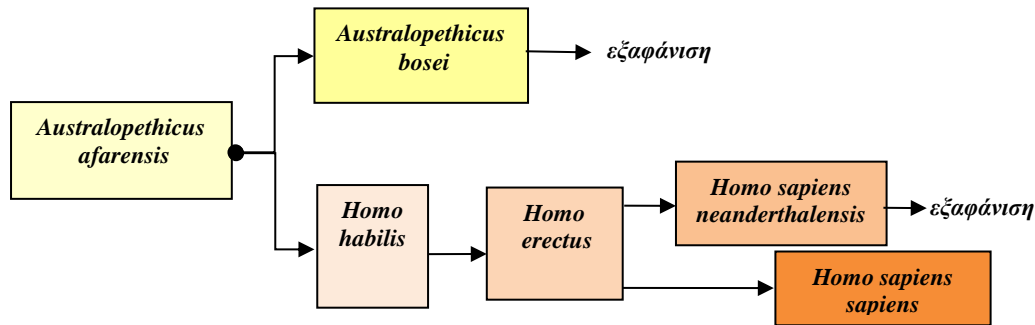 Australopethicus
bosei
εξαφάνιση
Australopethicus
afarensis
Homo
habilis
Homo
erectus
Homo sapiens
neanderthalensis
εξαφάνιση
Homo sapiens
sapiens